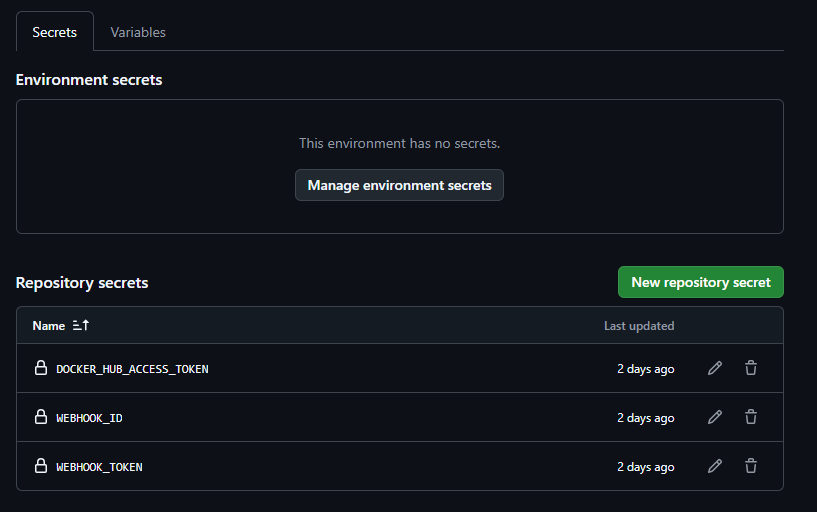 Secrets Variables
Environment secrets
This environment has no secrets.
Manage environment secrets
Repository secrets New repository secret
Name Last updated
DOCKER_HUB_ACCESS_TOKEN 2 days ago
WEBHOOK_ID 2 days ago
WEBHOOK_TOKEN 2 days ago